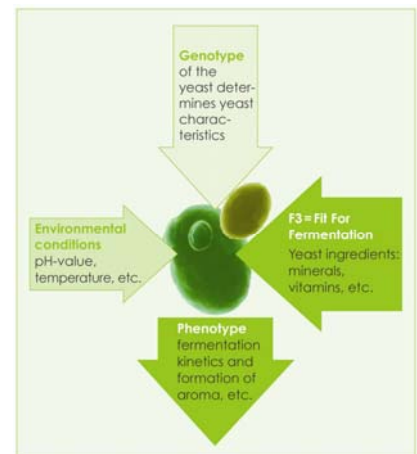 Genotype
of the
yeast deter-
mines yeast
charac-
teristics
Environmental
conditions
pH-value,
temperature, etc.
F3=Fit For
Fermentation
Yeast ingredients:
minerals,
vitamins, etc.
Phenotype
fermentation
kinetics and
formation of
aroma, etc.